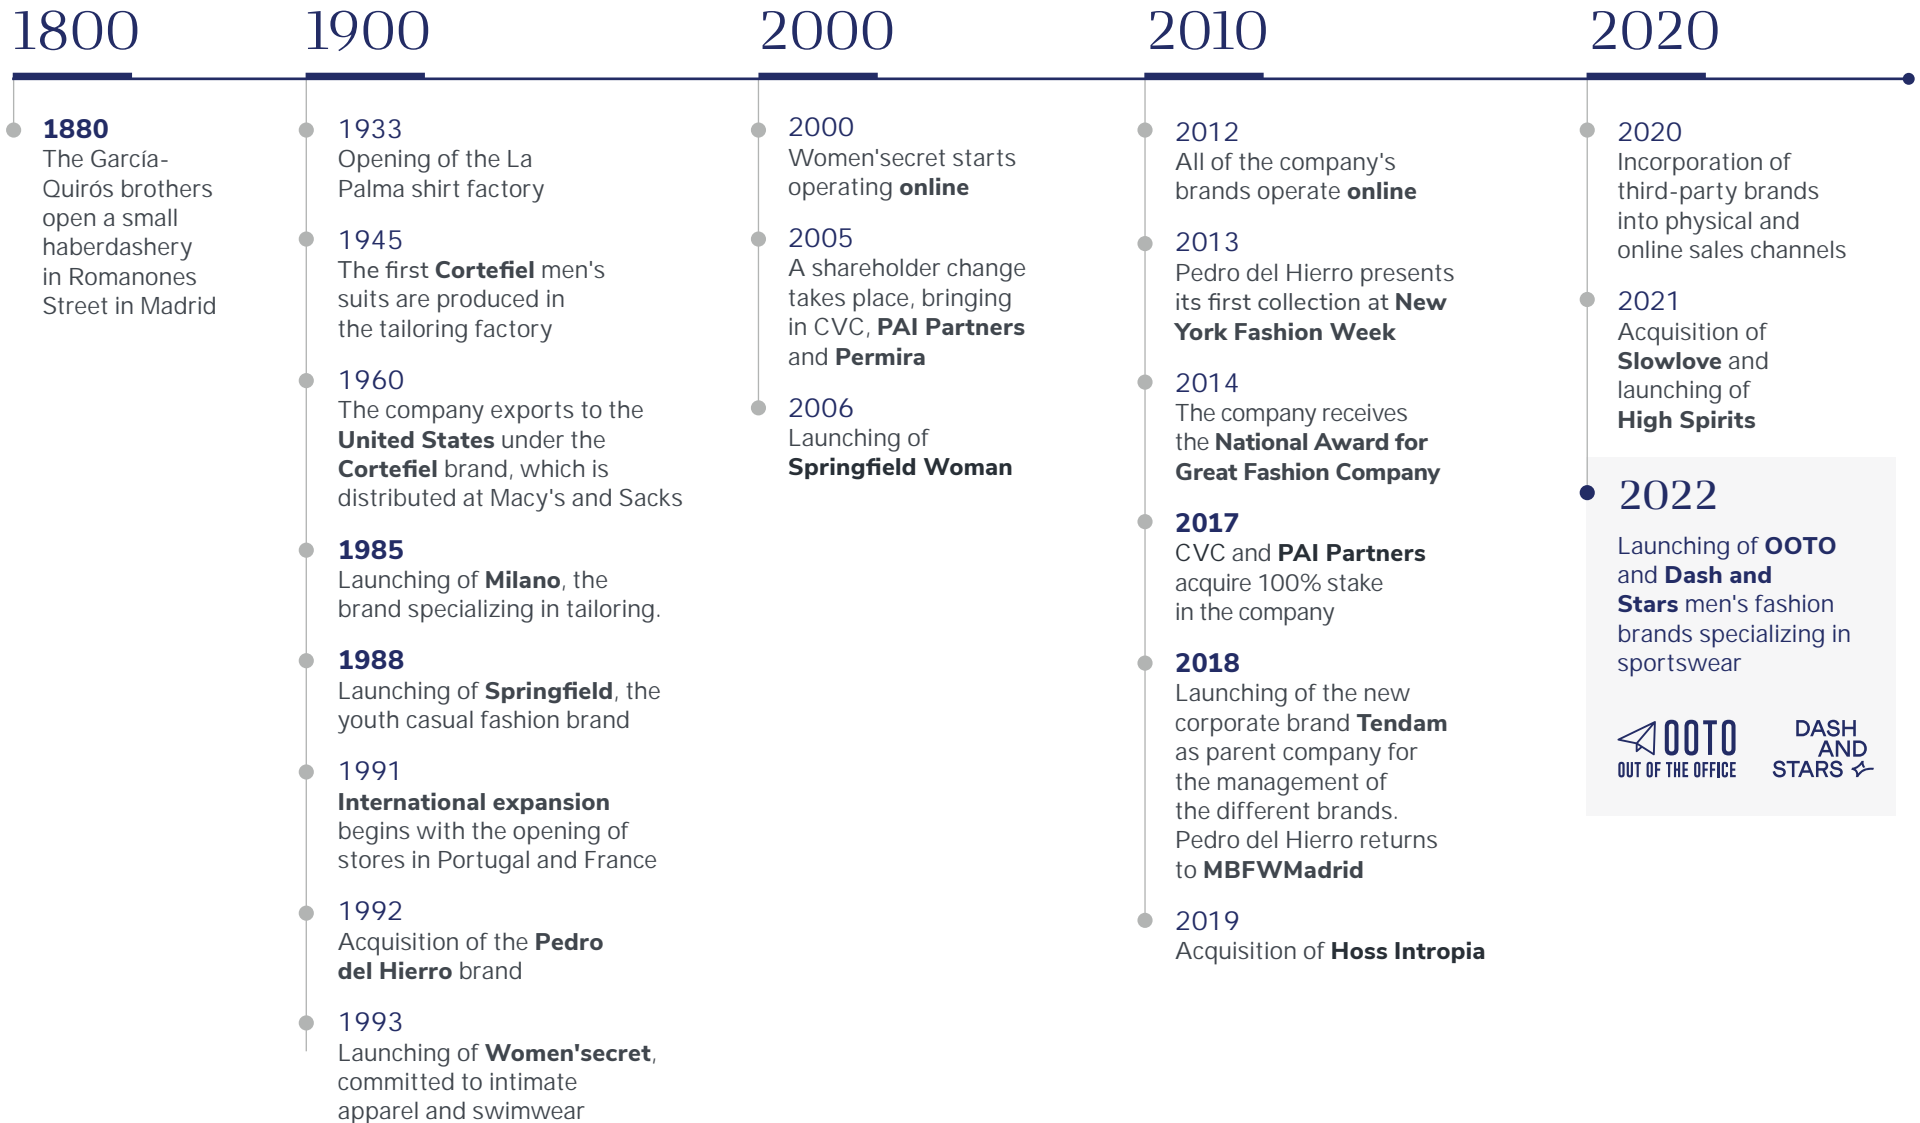 1800
1880
The García-
Quirós brothers
open a small
haberdashery
in Romanones
Street in Madrid
1900
1933
Opening of the La
Palma shirt factory
1945
The first Cortefiel men's
suits are produced in
the tailoring factory
1960
The company exports to the
United States under the
Cortefiel brand, which is
distributed at Macy's and Sacks
1985
Launching of Milano, the
brand specializing in tailoring.
1988
Launching of Springfield, the
youth casual fashion brand
1991
International expansion
begins with the opening of
stores in Portugal and France
1992
Acquisition of the Pedro
del Hierro brand
1993
Launching of Women'secret,
committed to intimate
apparel and swimwear
2000
2000
Women'secret starts
operating online
2005
A shareholder change
takes place, bringing
in CVC, PAI Partners
and Permira
2006
Launching of
Springfield Woman
2010
2012
All of the company's
brands operate online
2013
Pedro del Hierro presents
its first collection at New
York Fashion Week
2014
The company receives
the National Award for
Great Fashion Company
2017
CVC and PAI Partners
acquire 100% stake
in the company
2018
Launching of the new
corporate brand Tendam
as parent company for
the management of
the different brands.
Pedro del Hierro returns
to MBFWMadrid
2019
Acquisition of Hoss Intropia
2020
2020
Incorporation of
third-party brands
into physical and
online sales channels
2021
Acquisition of
Slowlove and
launching of
High Spirits
2022
Launching of OOTO
and Dash and
Stars men's fashion
brands specializing in
sportswear
OOTO
OUT OF THE OFFICE
DASH
AND
STARS